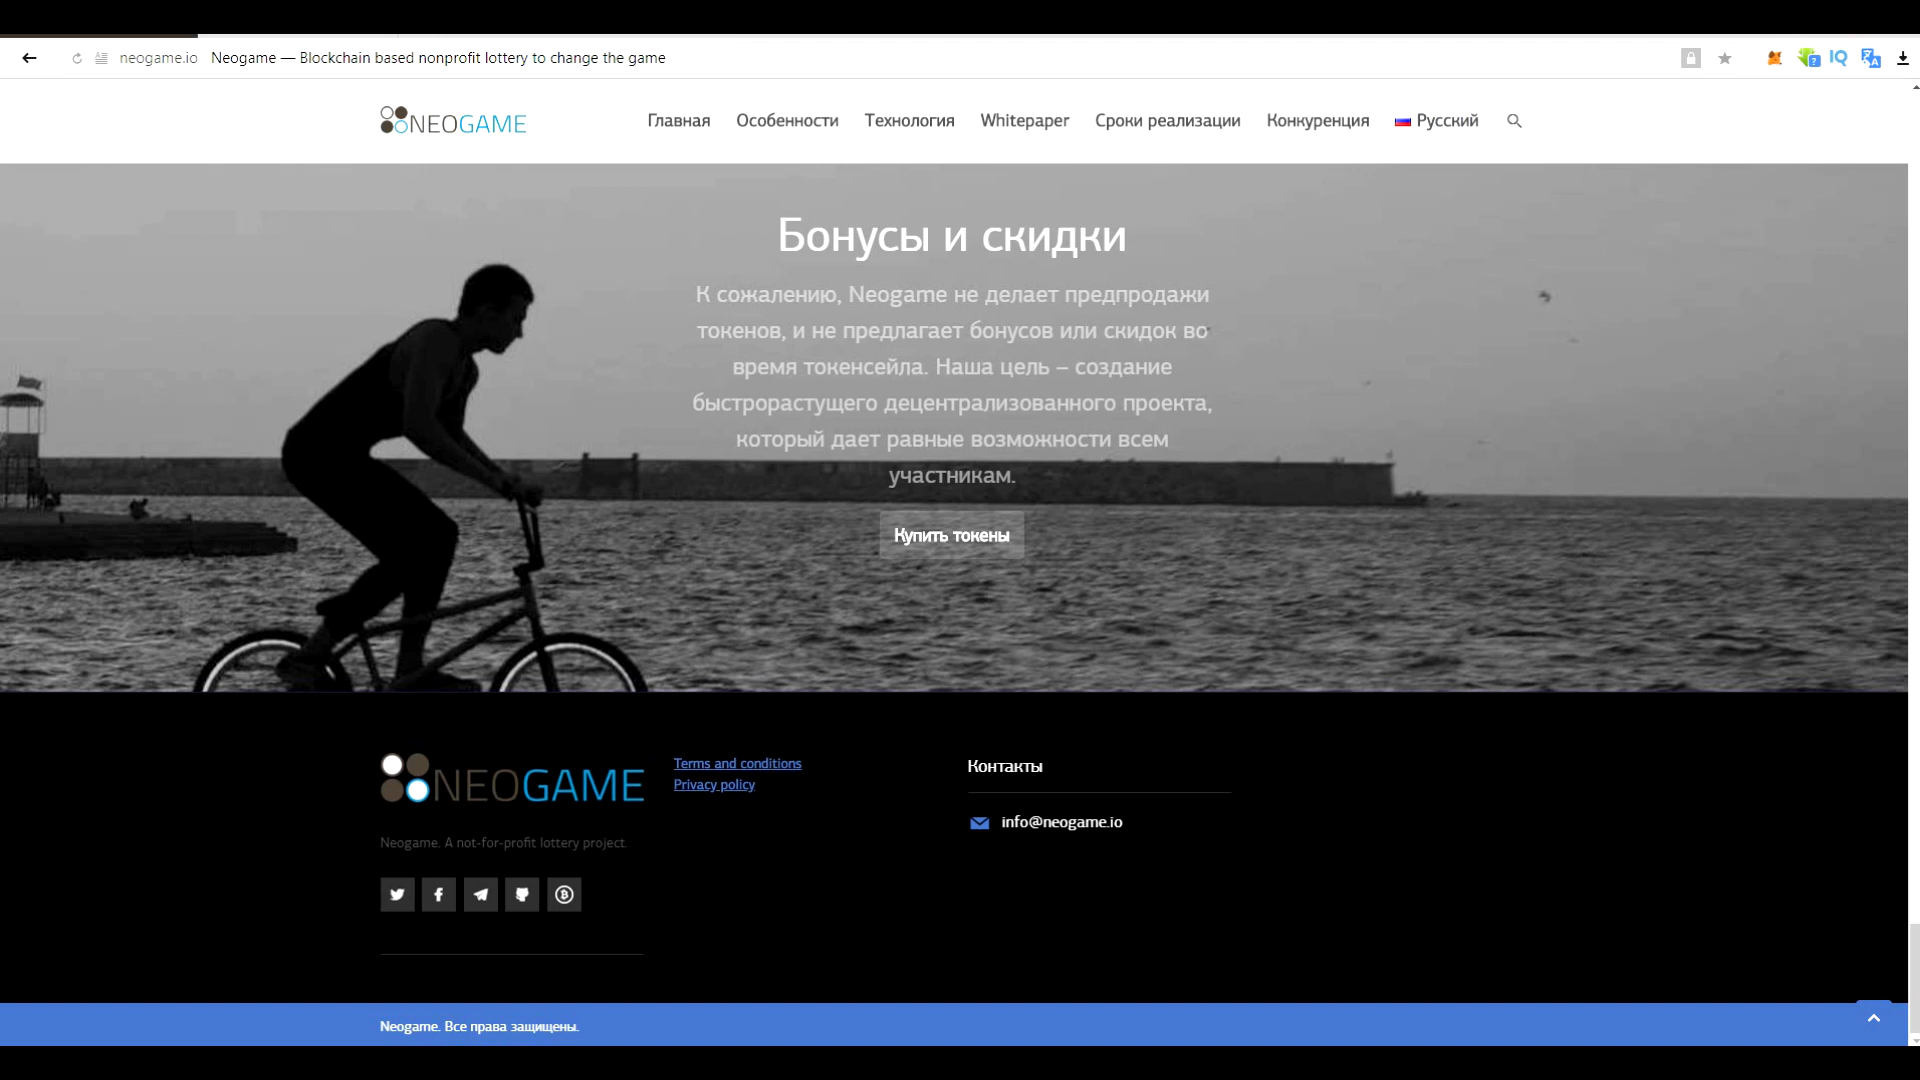 neogame.io Neogame — Blockchain based nonprofit lottery to change the game
IQ
NEOGAME
Главная Особенности Технология Whitepaper Сроки реализации Конкуренция Русский
Бонусы и скидки
К сожалению, Neogame не делает предпродажи
токенов, и не предлагает бонусов или скидок во
время токенсейла. Наша цель – создание
быстрорастущего децентрализованного проекта,
который дает равные возможности всем
участникам.
Купить токены
NEOGAME
Terms and conditions
Privacy policy
Контакты
info@neogame.io
Neogame. A not-for-profit lottery project.
Neogame. Все права защищены.